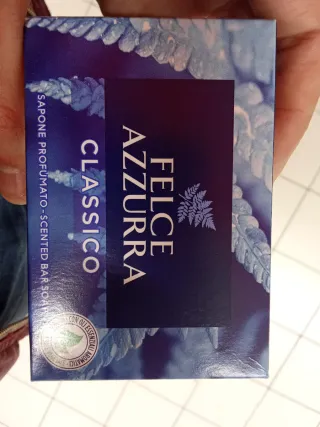 FELCE
AZZURRA
CLASSICO
SAPONE PROFUMATO - SCENTED BAR SOAP